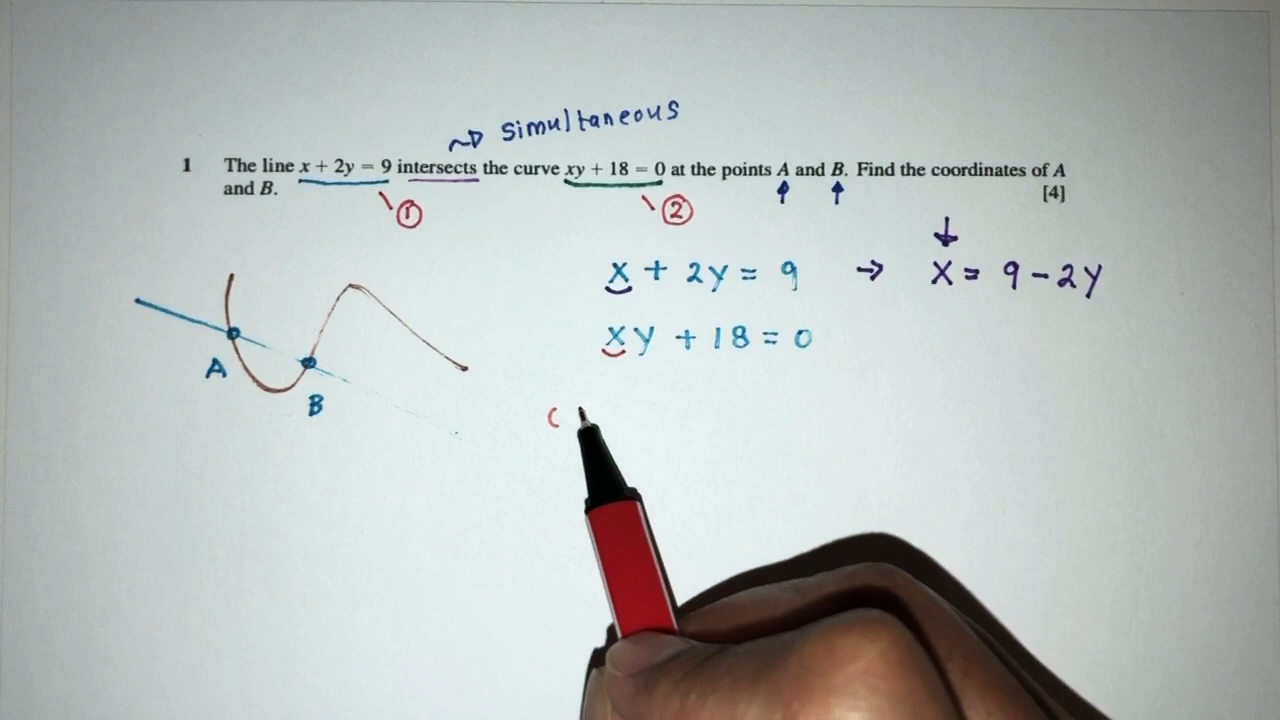 ~> simultaneous
1 The line x + 2y = 9 intersects the curve xy + 18 = 0 at the points A and B. Find the coordinates of A
and B. [4]
① ②
x + 2y = 9 → x = 9 - 2y
xy + 18 = 0
A
B
(